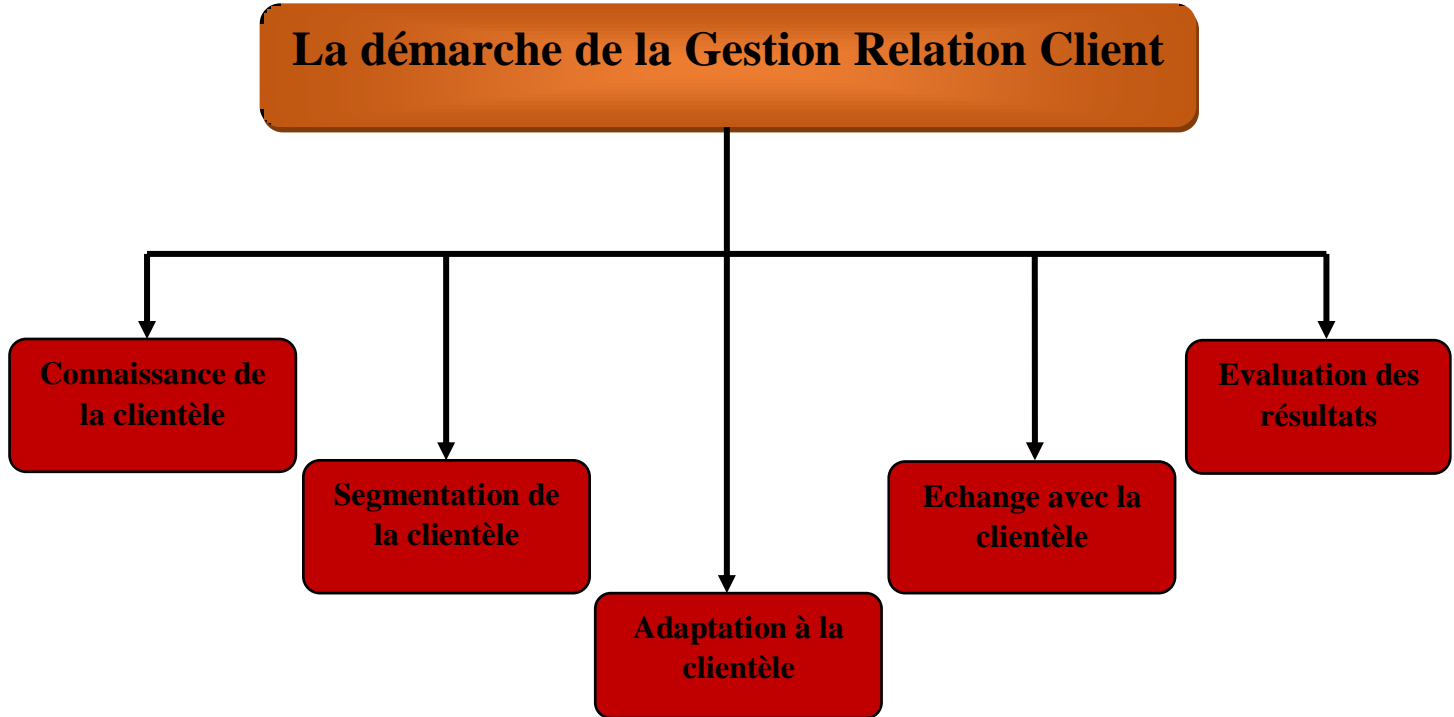 La démarche de la Gestion Relation Client
Connaissance de
la clientèle
Segmentation de
la clientèle
Adaptation à la
clientèle
Echange avec la
clientèle
Evaluation des
résultats